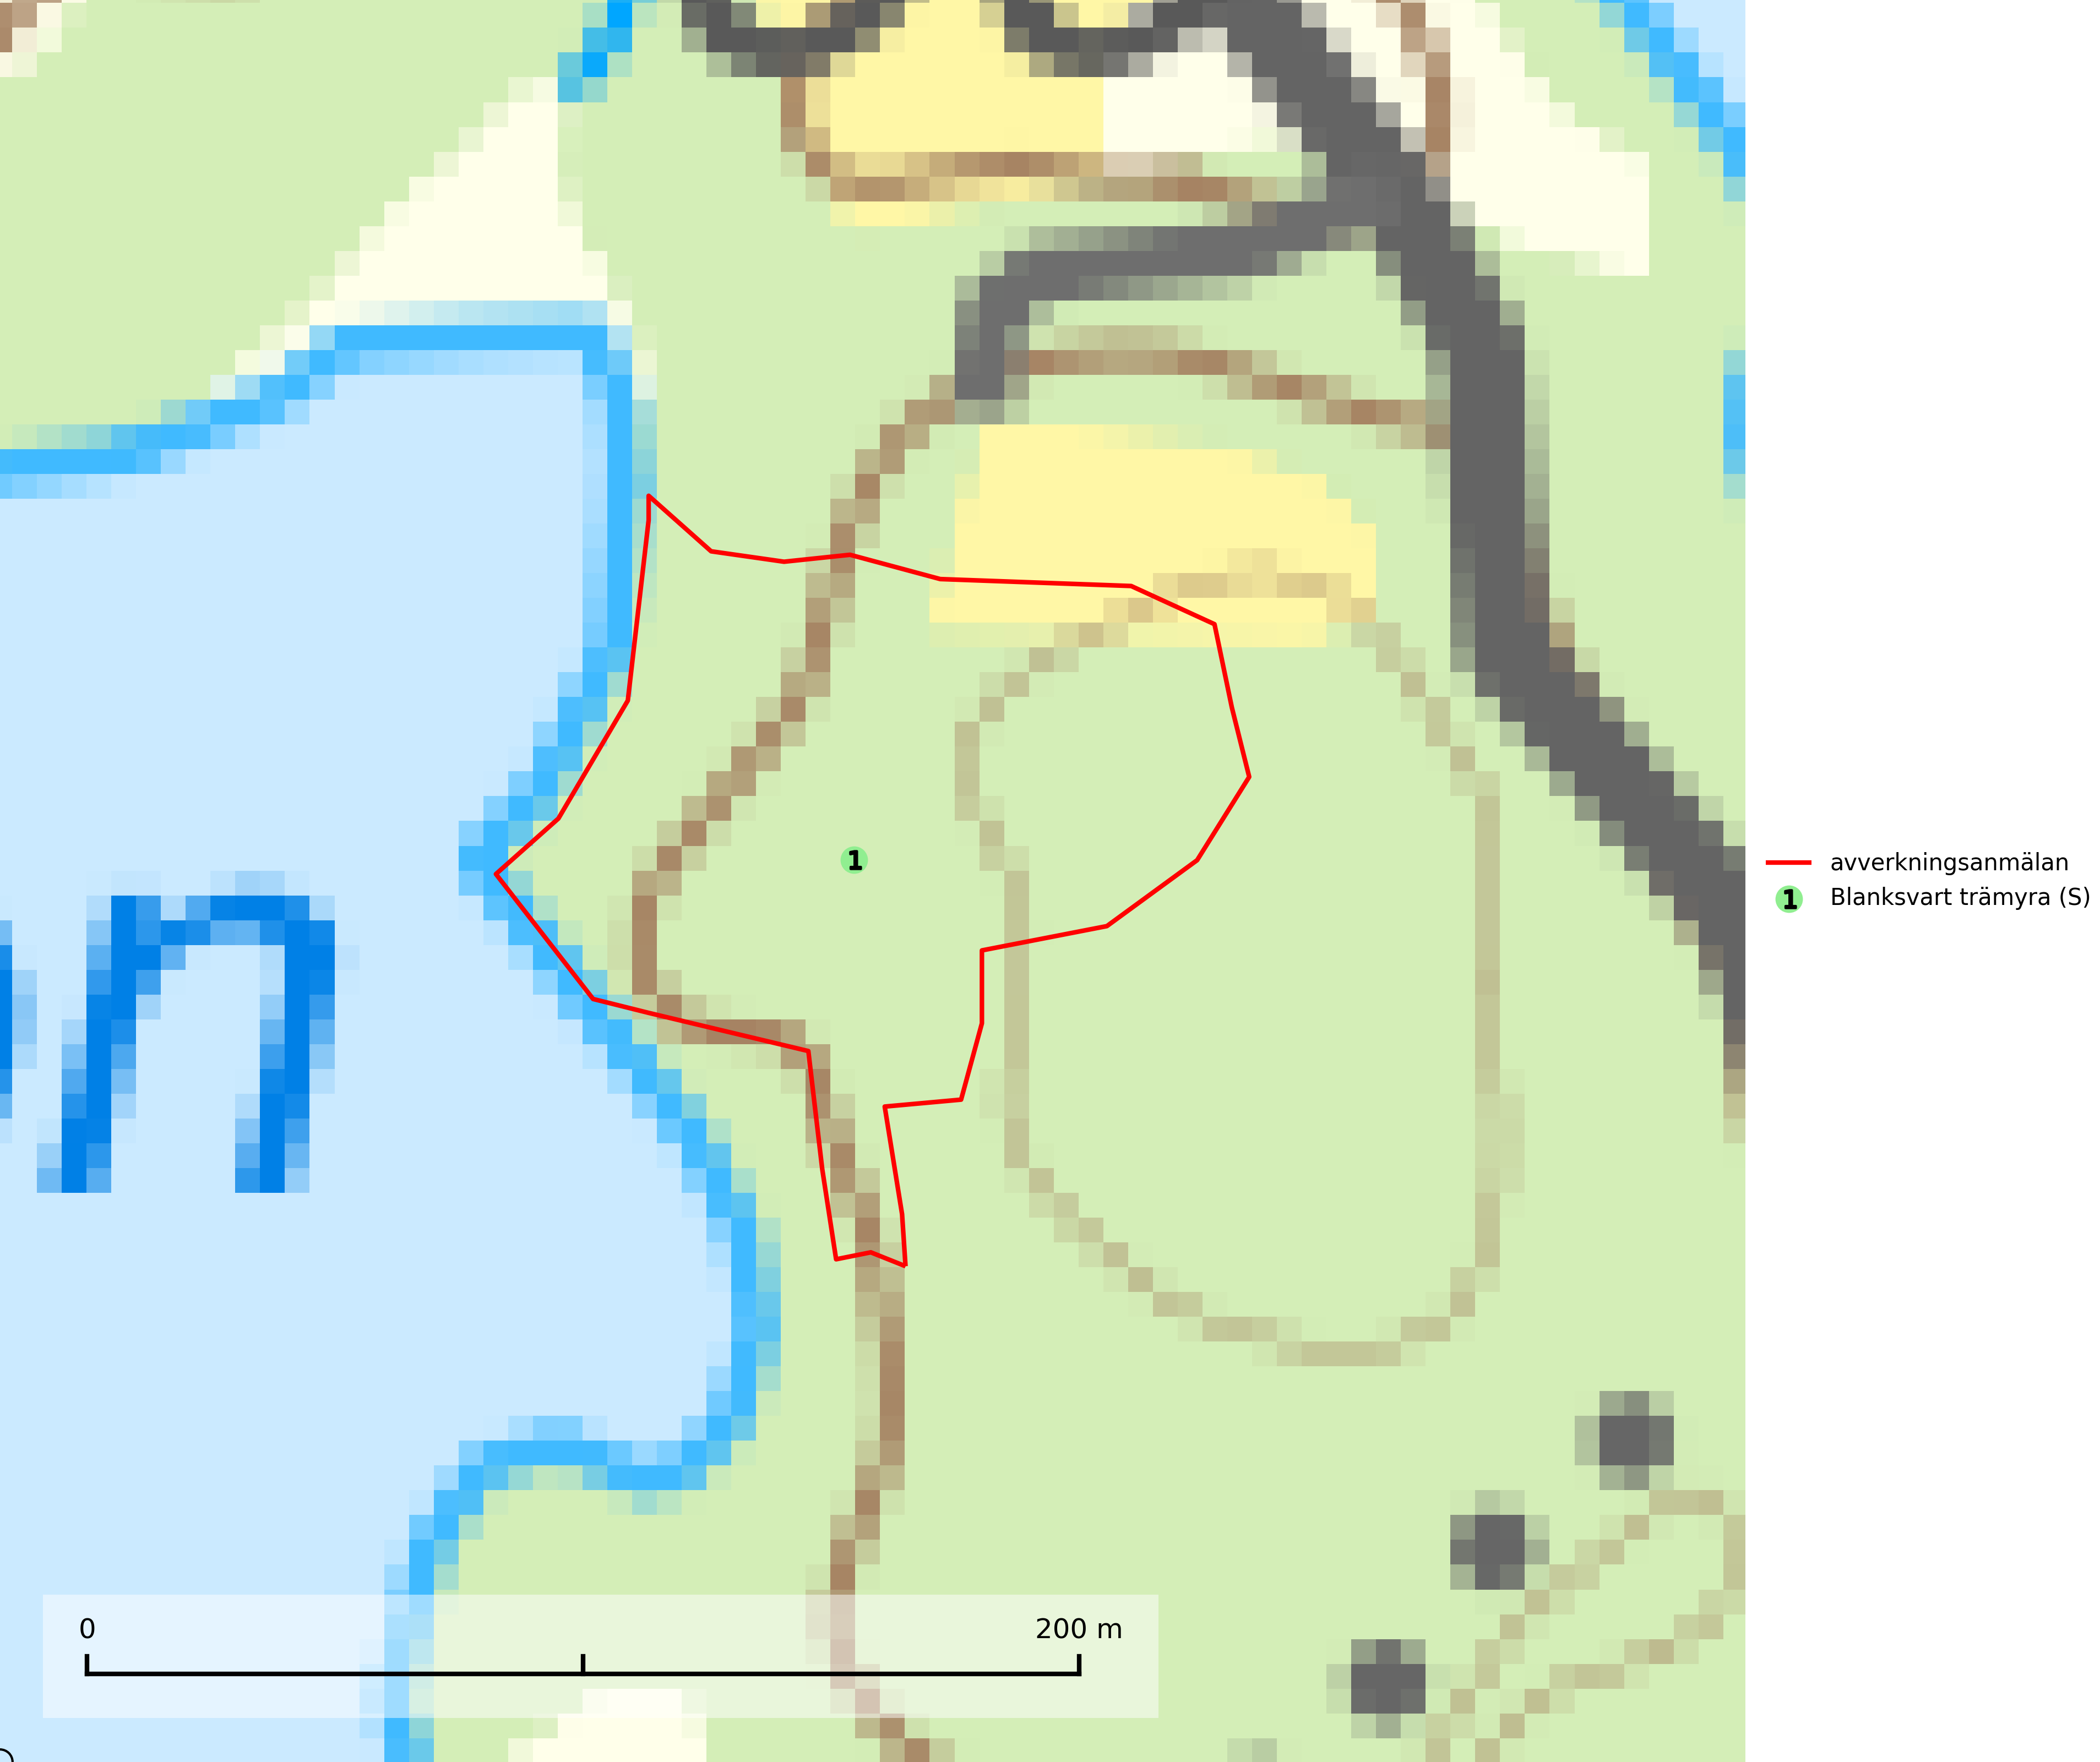 n
1
avverkningsanmälan
1 Blanksvart trämyra (S)
0 200 m